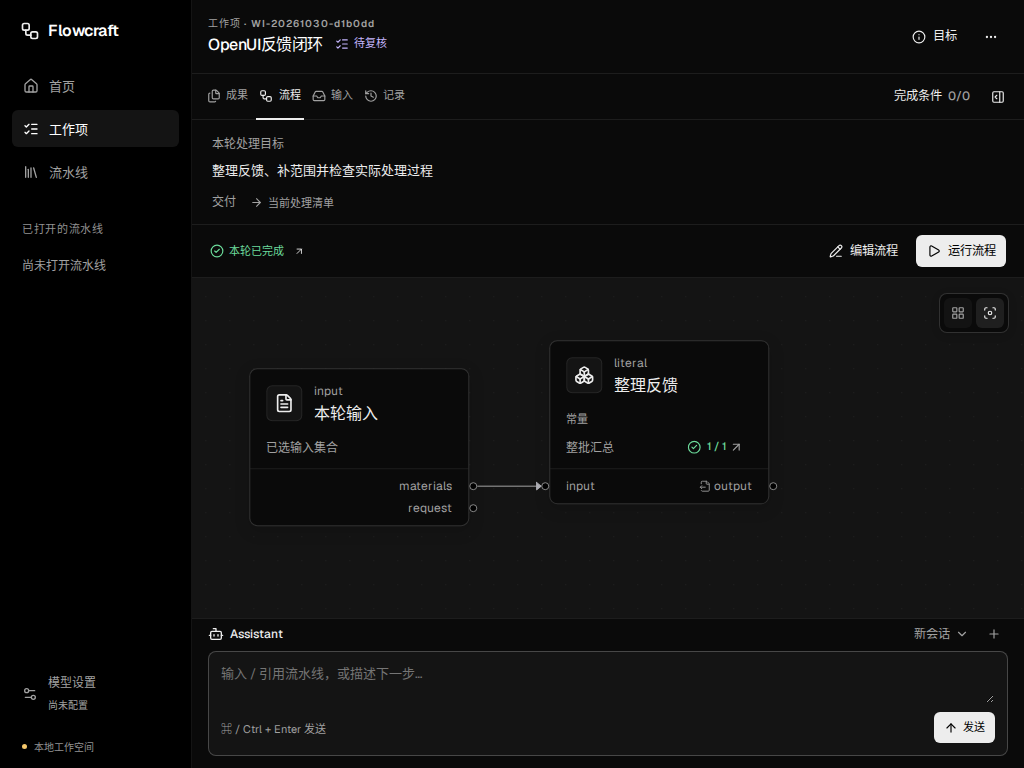 Flowcraft
首页
工作项
流水线
已打开的流水线
尚未打开流水线
模型设置
尚未配置
本地工作空间
工作项 · WI-20261030-d1b0dd
OpenUI反馈闭环
待复核
目标
成果
流程
输入
记录
完成条件 0/0
本轮处理目标
整理反馈、补范围并检查实际处理过程
交付 → 当前处理清单
本轮已完成
编辑流程
运行流程
input
本轮输入
已选输入集合
materials
request
literal
整理反馈
常量
整批汇总
1 / 1
input
output
Assistant
新会话
输入 / 引用流水线，或描述下一步…
⌘ / Ctrl + Enter 发送
发送